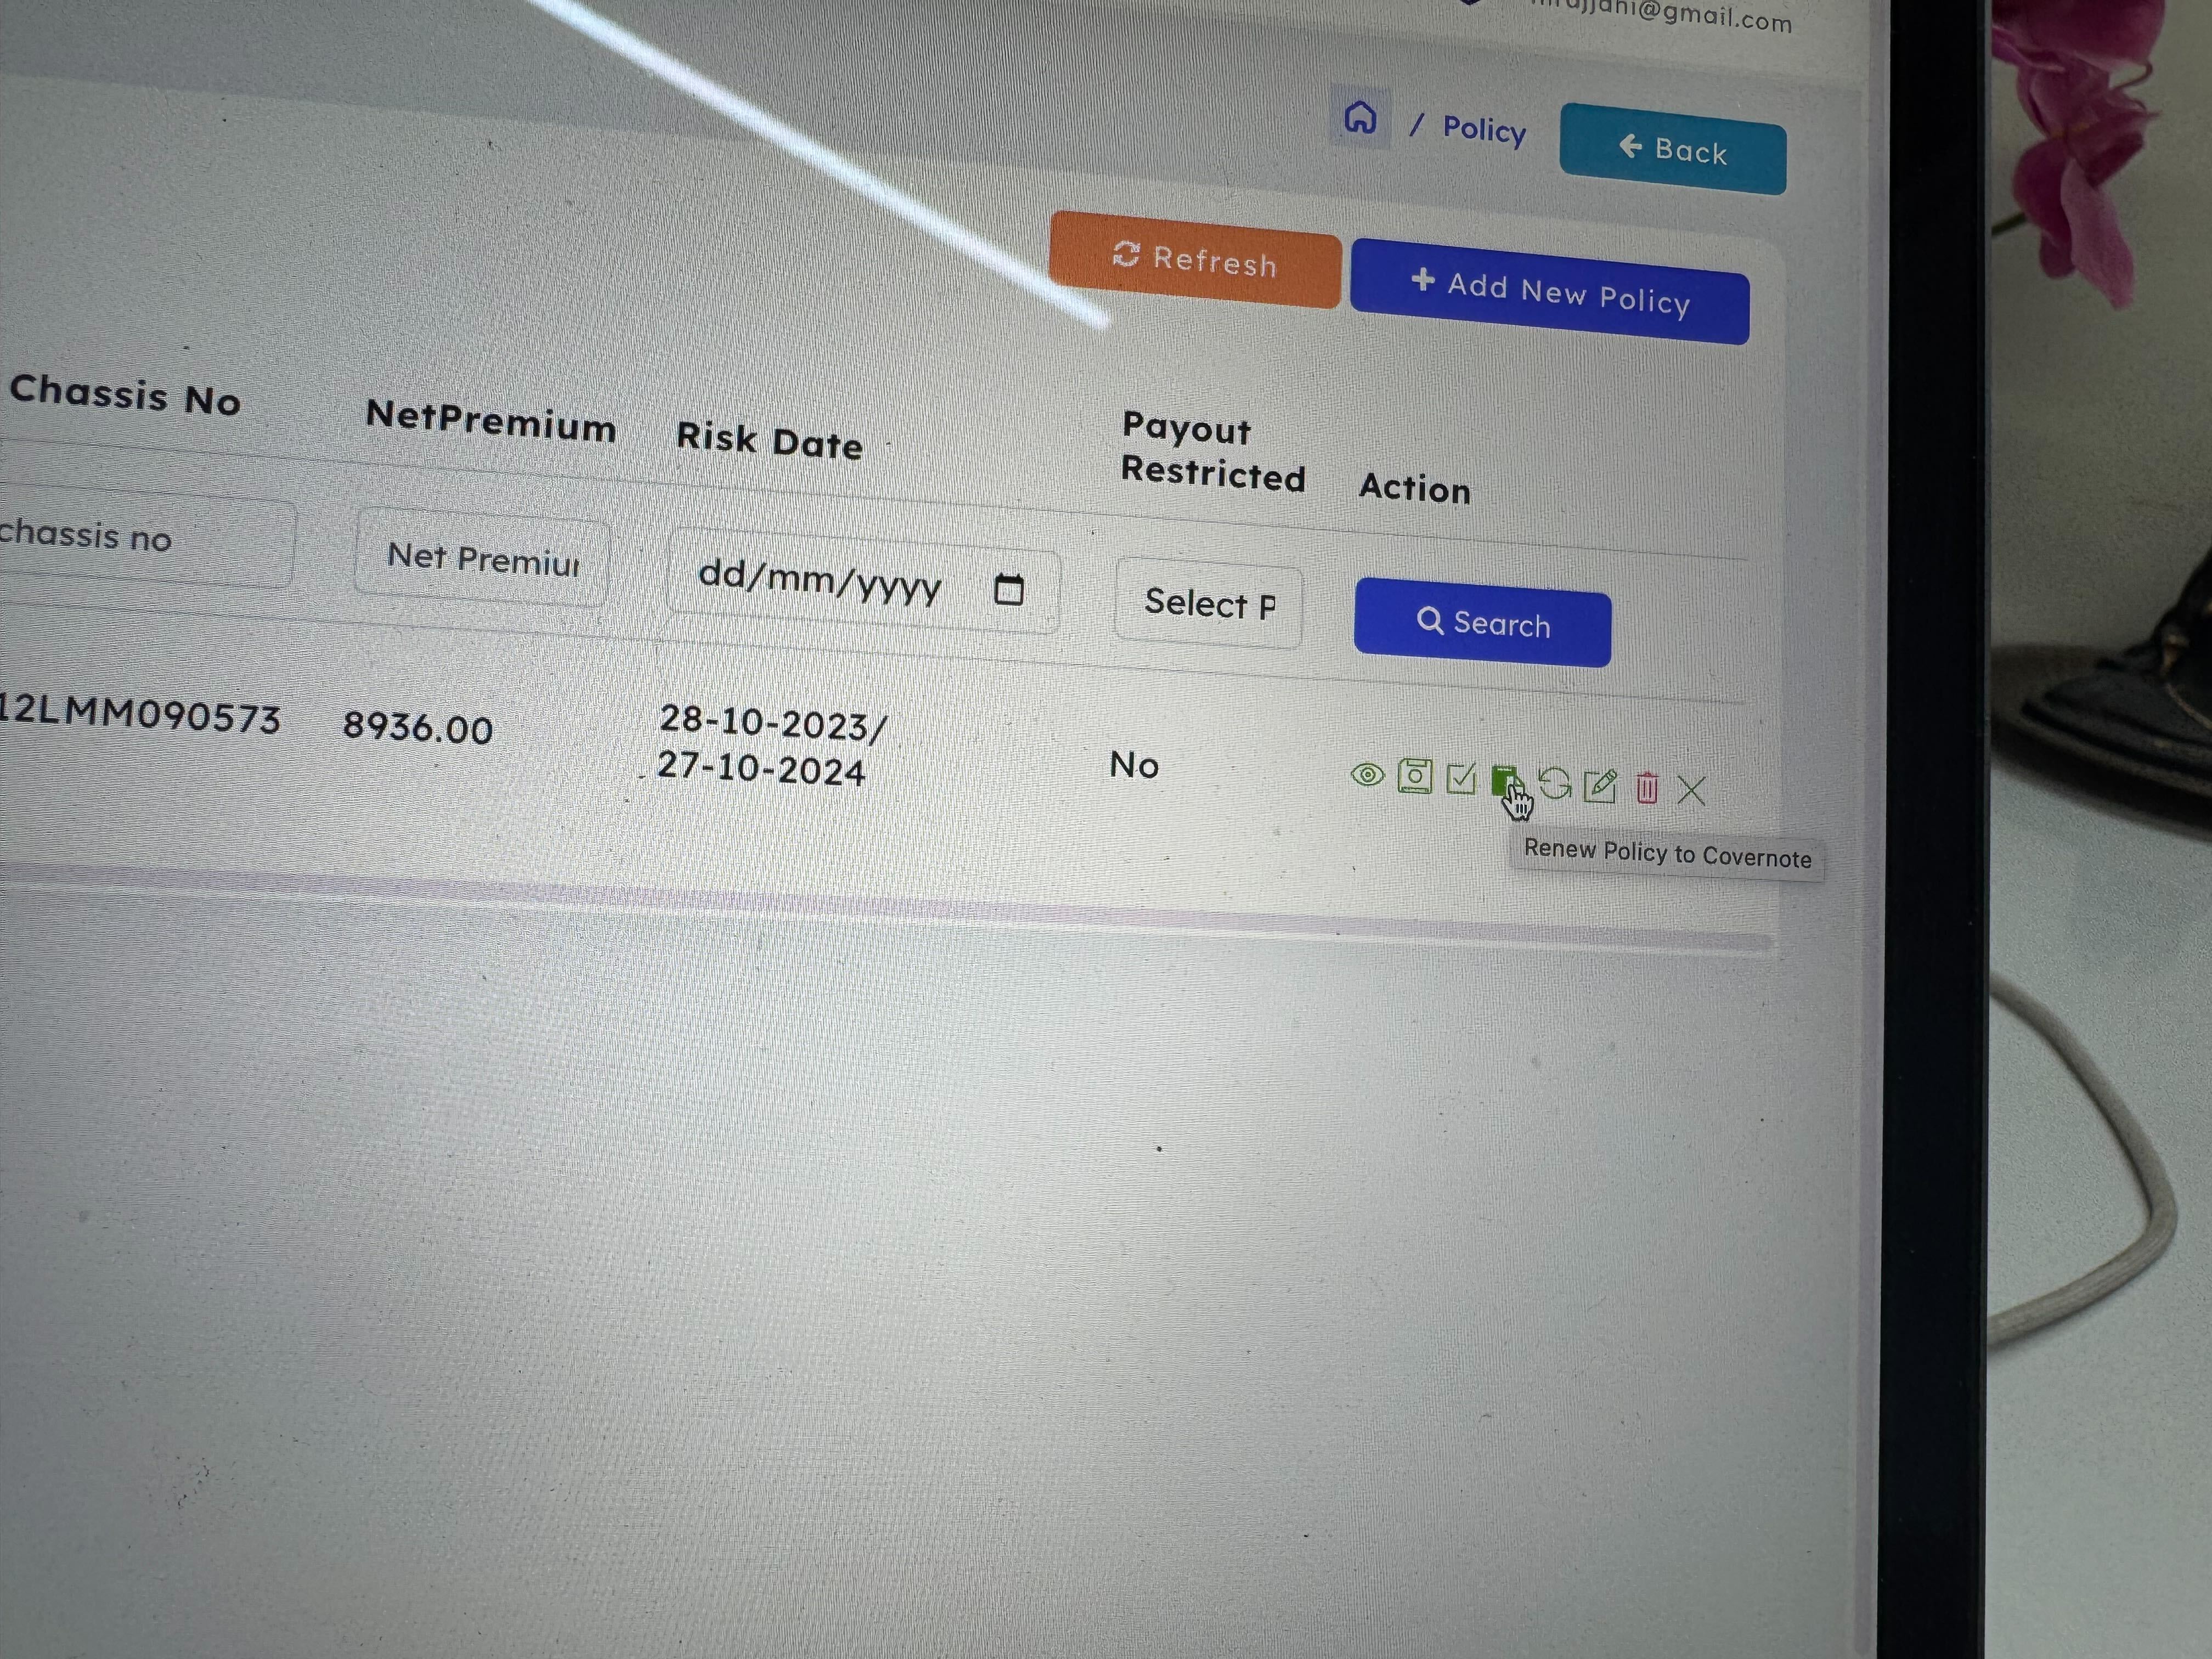 @gmail.com
/ Policy
Back
Refresh
+ Add New Policy
Chassis No
NetPremium
Risk Date
Payout
Restricted
Action
chassis no
Net Premiur
dd/mm/yyyy
Select P
Search
12LMM090573
8936.00
28-10-2023/
27-10-2024
No
Renew Policy to Covernote